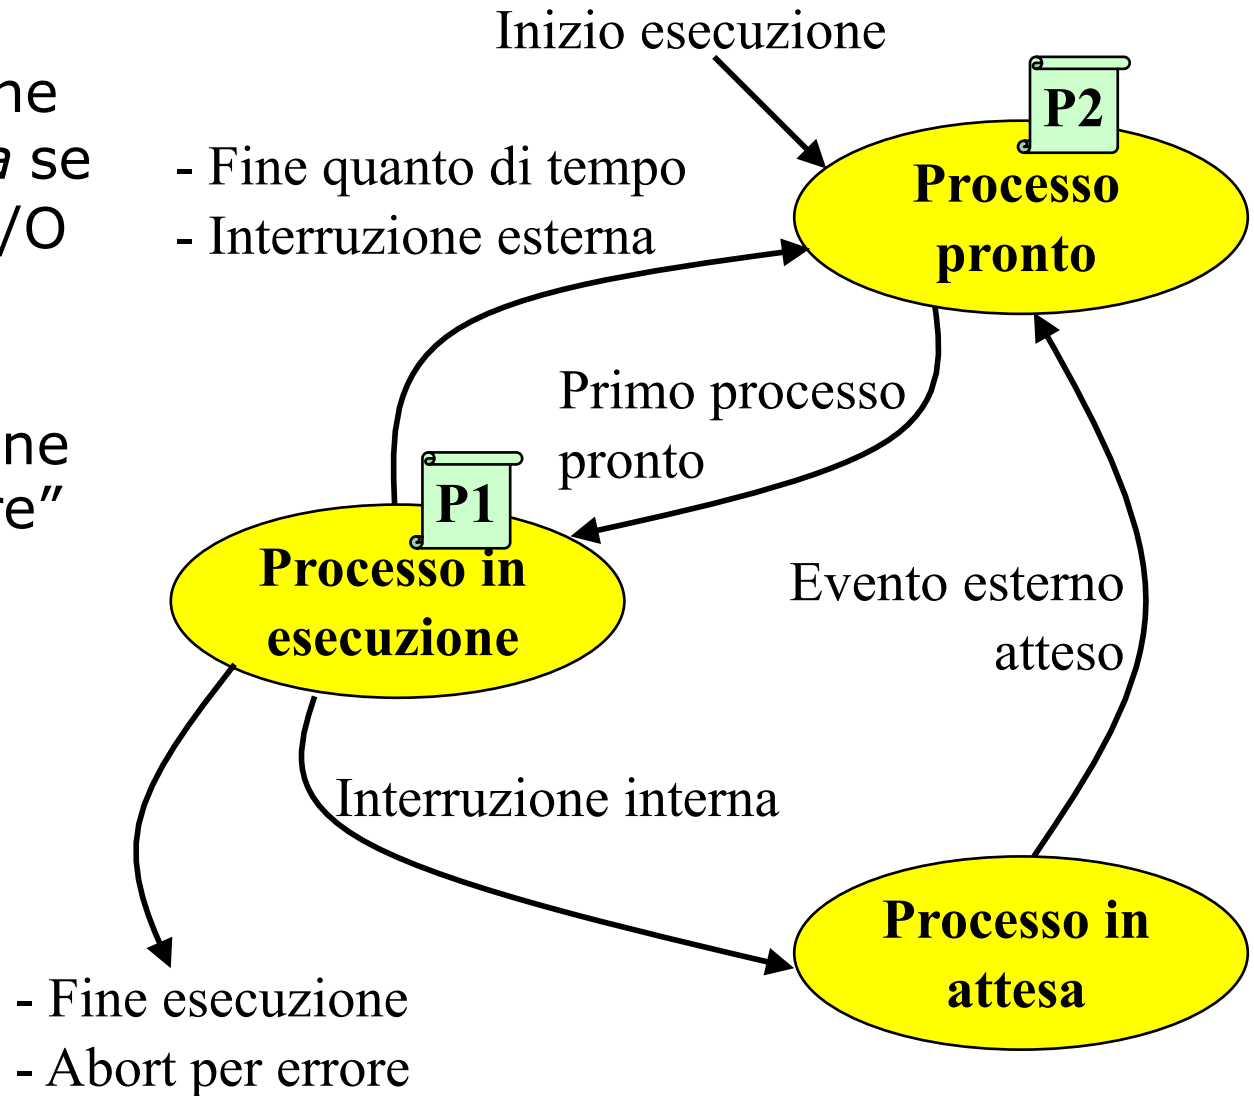 Inizio esecuzione
P2
se
/O
- Fine quanto di tempo
- Interruzione esterna
Processo
pronto
Primo processo
pronto
P1
Processo in
esecuzione
Evento esterno
atteso
Interruzione interna
Processo in
attesa
- Fine esecuzione
- Abort per errore